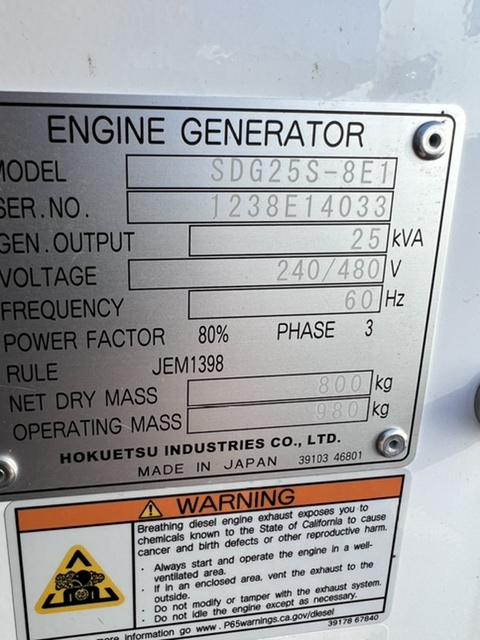 ENGINE GENERATOR
MODEL SDG25S-8E1
SER.NO. 1238E14033
GEN.OUTPUT 25 kVA
VOLTAGE 240/480 V
FREQUENCY 60 Hz
POWER FACTOR 80% PHASE 3
RULE JEM1398
NET DRY MASS 800 kg
OPERATING MASS 980 kg
HOKUETSU INDUSTRIES CO., LTD.
MADE IN JAPAN 39103 46801
WARNING
Breathing diesel engine exhaust exposes you to
chemicals known to the State of California to cause
cancer and birth defects or other reproductive harm.
· Always start and operate the engine in a well-
ventilated area.
· If in an enclosed area, vent the exhaust to the
outside.
· Do not modify or tamper with the exhaust system.
· Do not idle the engine except as necessary.
more information go www.P65warnings.ca.gov/diesel
39178 67840